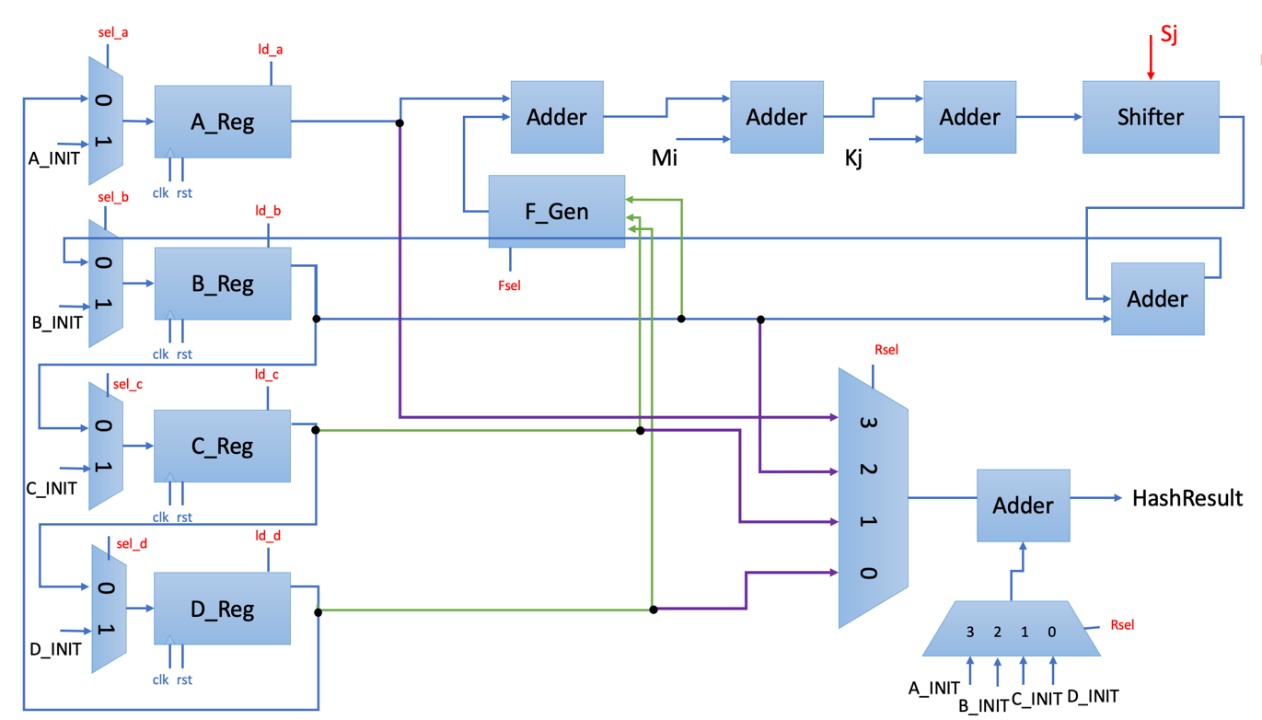 sel_a
ld_a
0
1
A_INIT
A_Reg
clk rst
Adder
Adder
Adder
Shifter
Sj
Mi
Kj
F_Gen
Fsel
sel_b
ld_b
0
1
B_INIT
B_Reg
clk rst
Adder
sel_c
ld_c
0
1
C_INIT
C_Reg
clk rst
Rsel
3
2
1
0
Adder
HashResult
sel_d
ld_d
0
1
D_INIT
D_Reg
clk rst
3 2 1 0
Rsel
A_INIT
B_INIT
C_INIT
D_INIT